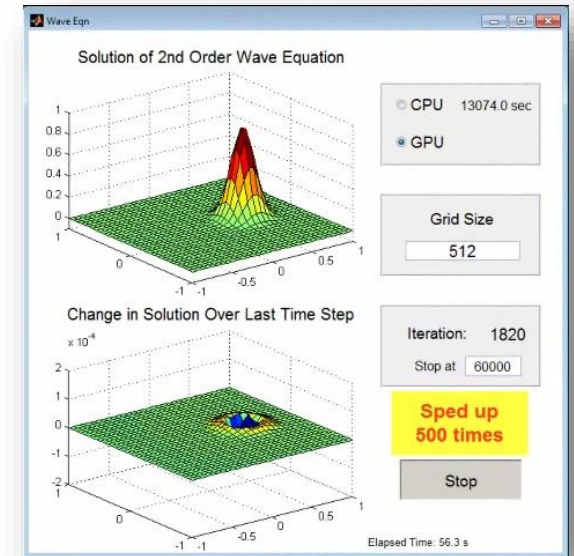 Wave Eqn
Solution of 2nd Order Wave Equation
1
0.8
0.6
0.4
0.2
0
1
0
-1
-1
-0.5
0
0.5
1
CPU 13074.0 sec
GPU
Grid Size
512
Change in Solution Over Last Time Step
x 10^-4
2
1
0
-1
-2
1
0
-1
-1
-0.5
0
0.5
1
Iteration: 1820
Stop at 60000
Sped up
500 times
Stop
Elapsed Time: 56.3 s